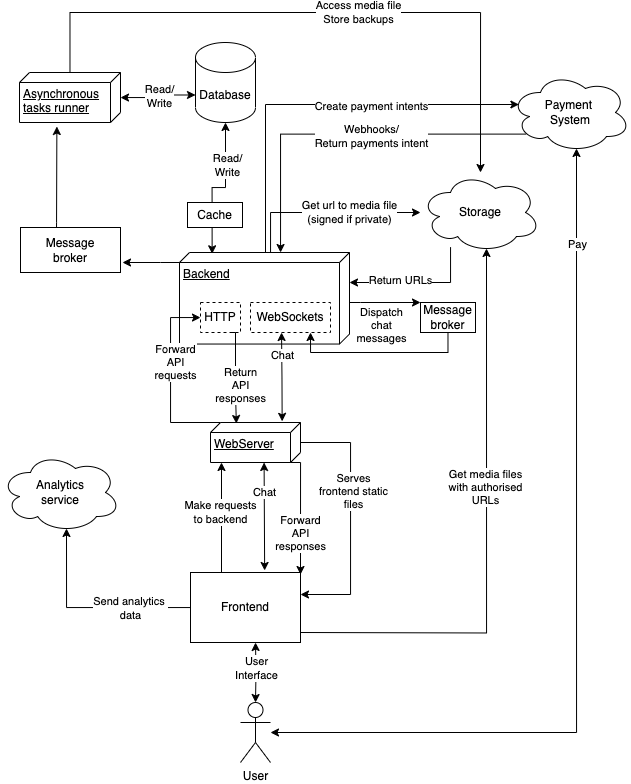 Access media file
Store backups
Asynchronous
tasks runner
Read/
Write
Database
Create payment intents
Payment
System
Webhooks/
Return payments intent
Read/
Write
Cache
Get url to media file
(signed if private)
Storage
Message
broker
Pay
Backend
Return URLs
HTTP
WebSockets
Dispatch
chat
messages
Message
broker
Forward
API
requests
Chat
Return
API
responses
WebServer
Analytics
service
Make requests
to backend
Chat
Forward
API
responses
Serves
frontend static
files
Get media files
with authorised
URLs
Send analytics
data
Frontend
User
Interface
User